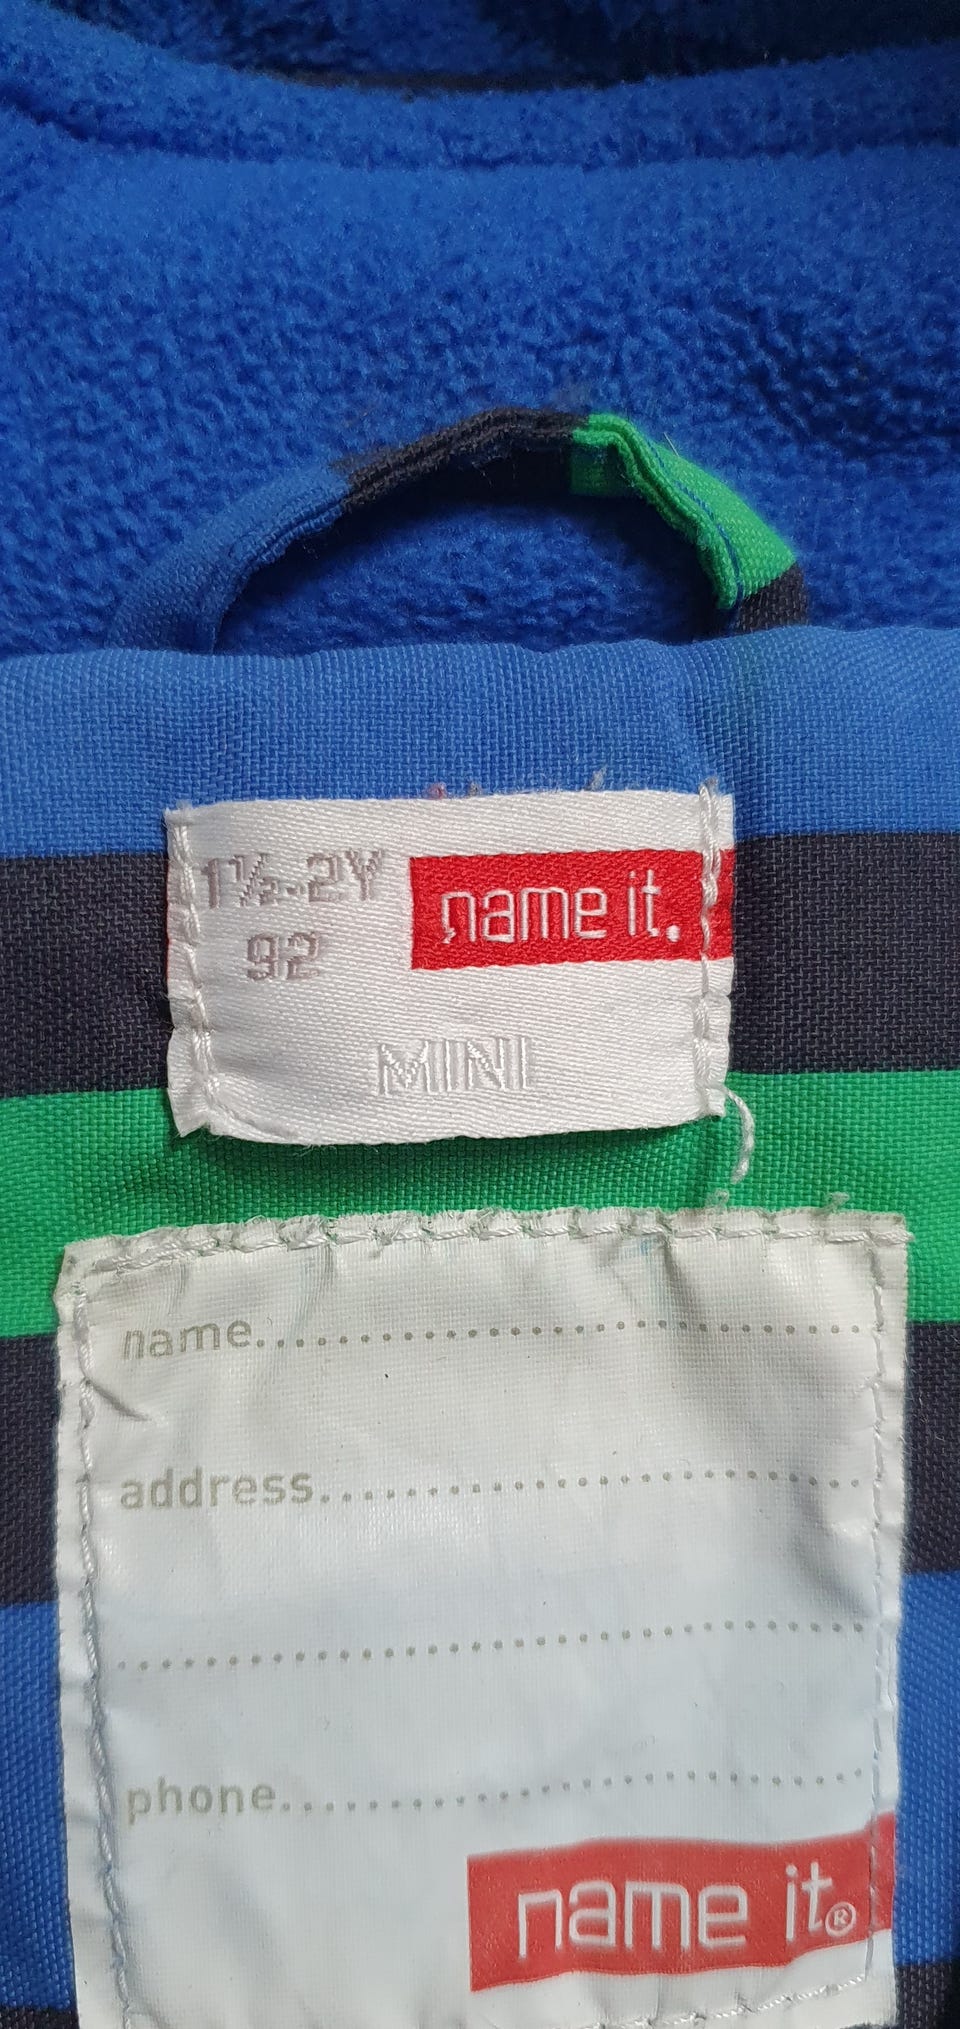 1½-2Y name it.
92
MINI
name..............................
address..............................
..............................
phone..............................
name it®